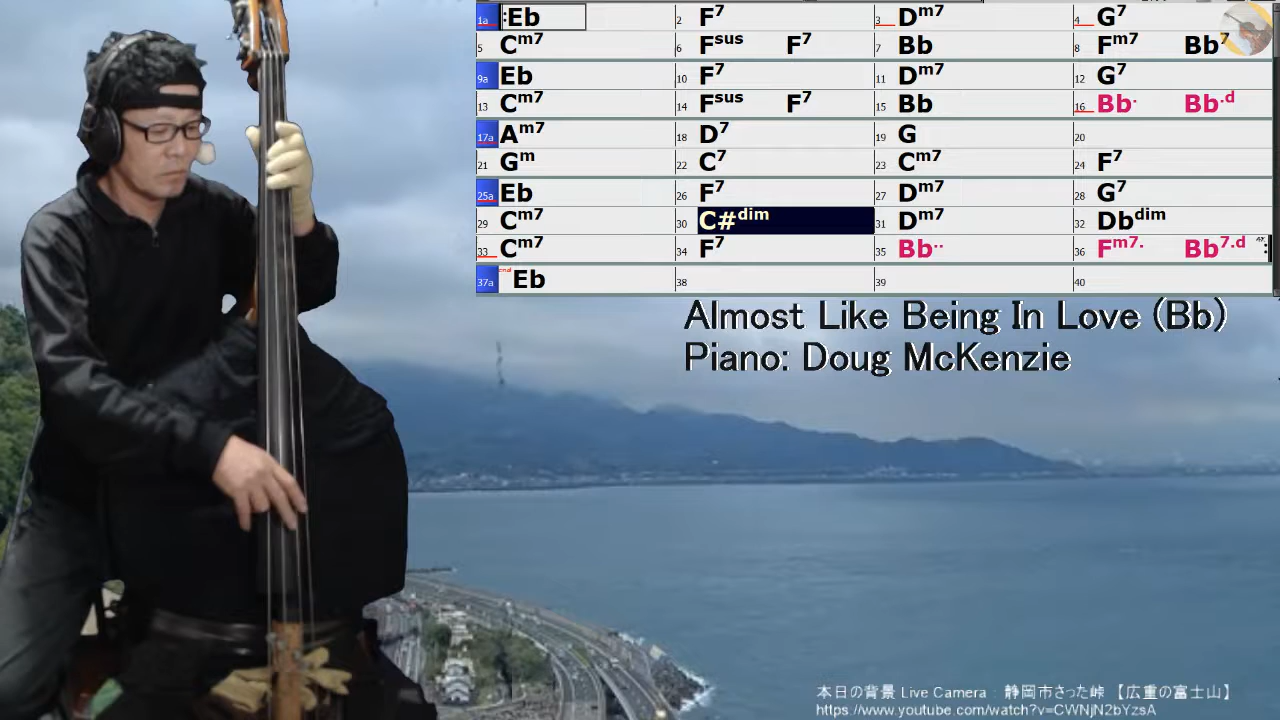 1a Eb 2 F7 3 Dm7 4 G7
5 Cm7 6 Fsus F7 7 Bb 8 Fm7 Bb7
9a Eb 10 F7 11 Dm7 12 G7
13 Cm7 14 Fsus F7 15 Bb 16 Bb. Bb.d
17a Am7 18 D7 19 G 20
21 Gm 22 C7 23 Cm7 24 F7
25a Eb 26 F7 27 Dm7 28 G7
29 Cm7 30 C#dim 31 Dm7 32 Dbdim
33 Cm7 34 F7 35 Bb.. 36 Fm7. Bb7.d
37a Eb 38 39 40
Almost Like Being In Love (Bb)
Piano: Doug McKenzie
本日の背景 Live Camera : 静岡市さった峠 【広重の富士山】
https://www.youtube.com/watch?v=CWNjN2bYzsA